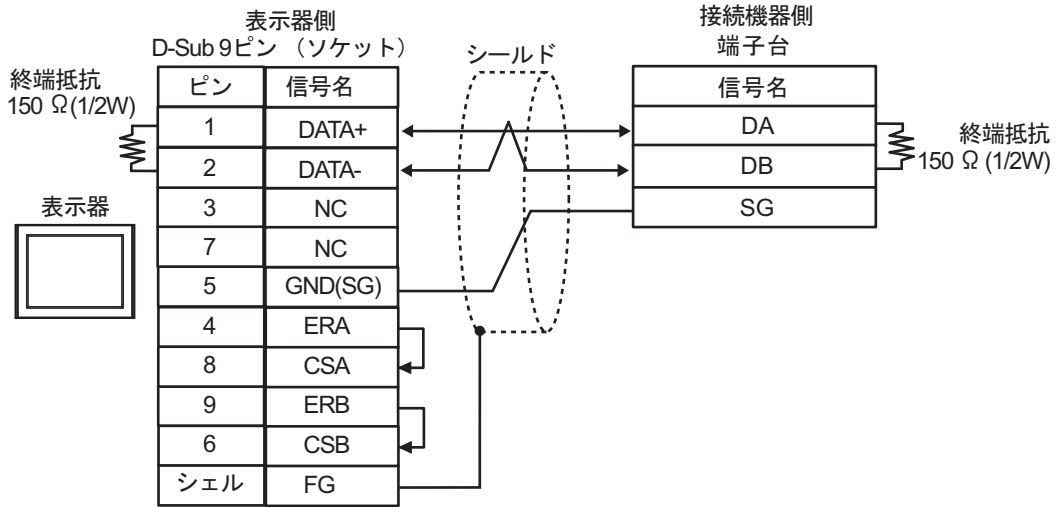 表示器側
D-Sub 9ピン （ソケット）
シールド
接続機器側
端子台
終端抵抗
150 Ω(1/2W)
ピン 信号名
1 DATA+
2 DATA-
3 NC
7 NC
5 GND(SG)
4 ERA
8 CSA
9 ERB
6 CSB
シェル FG
表示器
信号名
DA
DB
SG
終端抵抗
150 Ω (1/2W)